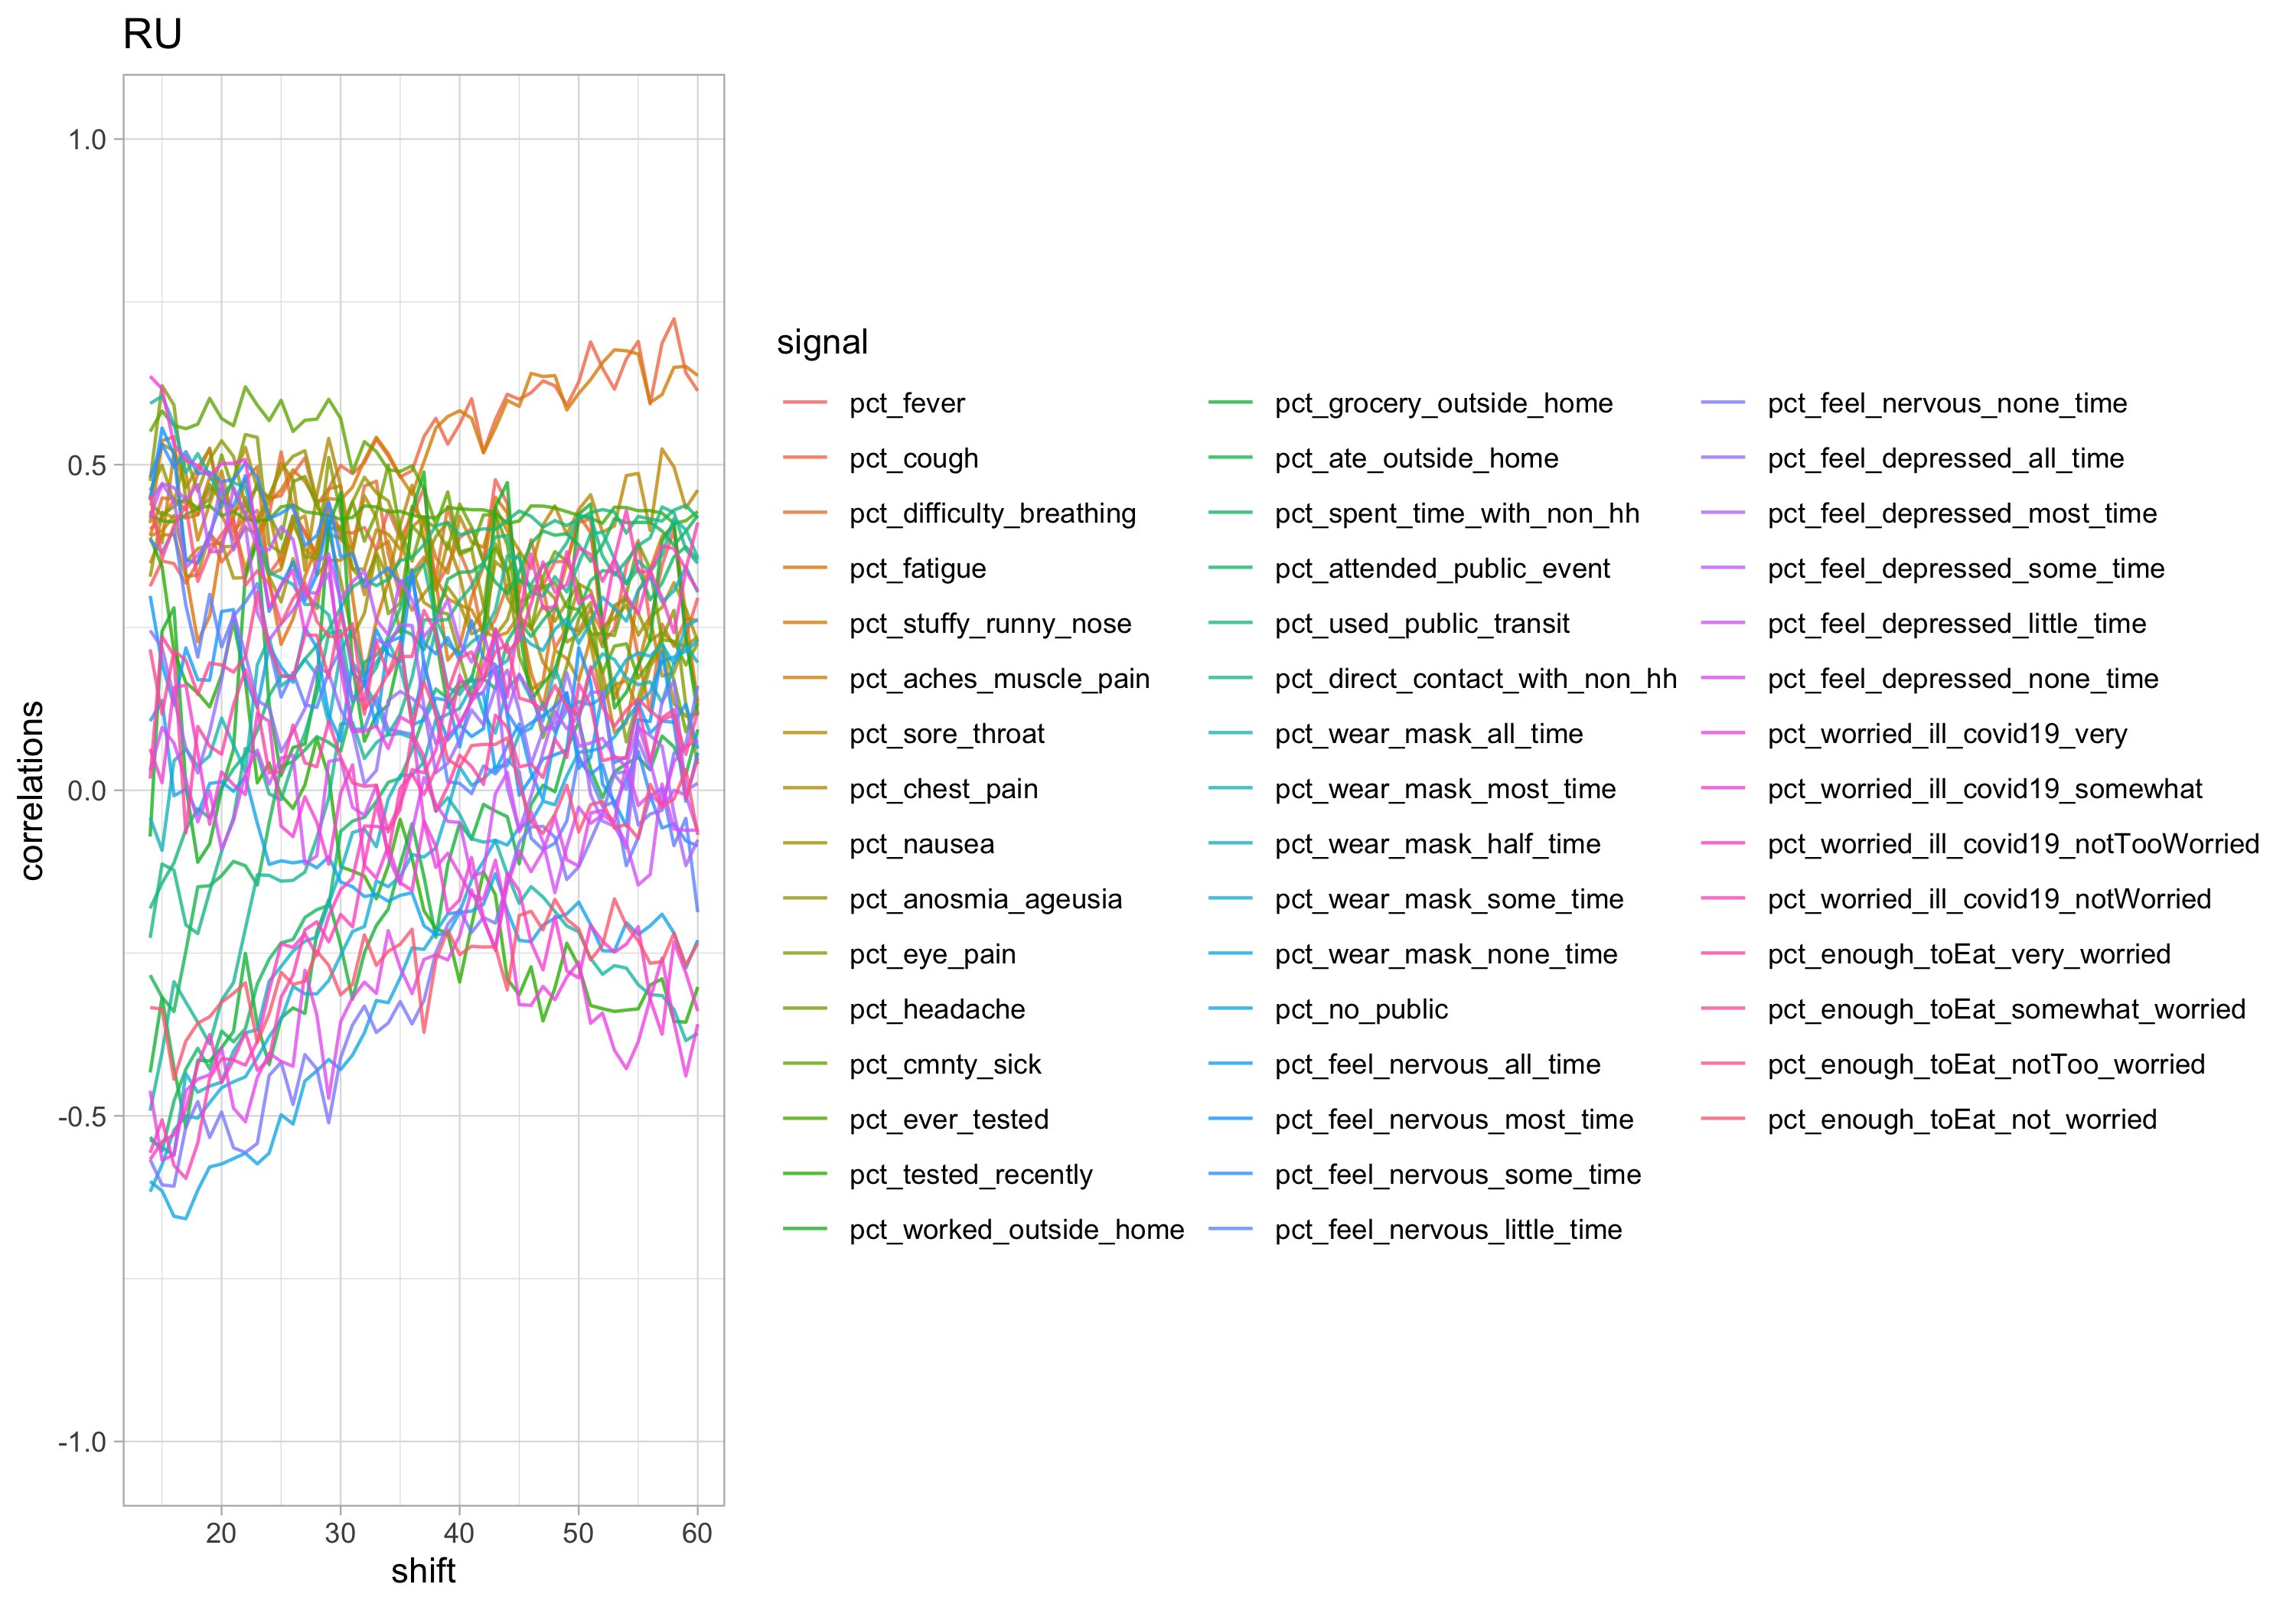 RU
correlations
1.0
0.5
0.0
-0.5
-1.0
20 30 40 50 60
shift
signal
pct_fever
pct_cough
pct_difficulty_breathing
pct_fatigue
pct_stuffy_runny_nose
pct_aches_muscle_pain
pct_sore_throat
pct_chest_pain
pct_nausea
pct_anosmia_ageusia
pct_eye_pain
pct_headache
pct_cmnty_sick
pct_ever_tested
pct_tested_recently
pct_worked_outside_home
pct_grocery_outside_home
pct_ate_outside_home
pct_spent_time_with_non_hh
pct_attended_public_event
pct_used_public_transit
pct_direct_contact_with_non_hh
pct_wear_mask_all_time
pct_wear_mask_most_time
pct_wear_mask_half_time
pct_wear_mask_some_time
pct_wear_mask_none_time
pct_no_public
pct_feel_nervous_all_time
pct_feel_nervous_most_time
pct_feel_nervous_some_time
pct_feel_nervous_little_time
pct_feel_nervous_none_time
pct_feel_depressed_all_time
pct_feel_depressed_most_time
pct_feel_depressed_some_time
pct_feel_depressed_little_time
pct_feel_depressed_none_time
pct_worried_ill_covid19_very
pct_worried_ill_covid19_somewhat
pct_worried_ill_covid19_notTooWorried
pct_worried_ill_covid19_notWorried
pct_enough_toEat_very_worried
pct_enough_toEat_somewhat_worried
pct_enough_toEat_notToo_worried
pct_enough_toEat_not_worried